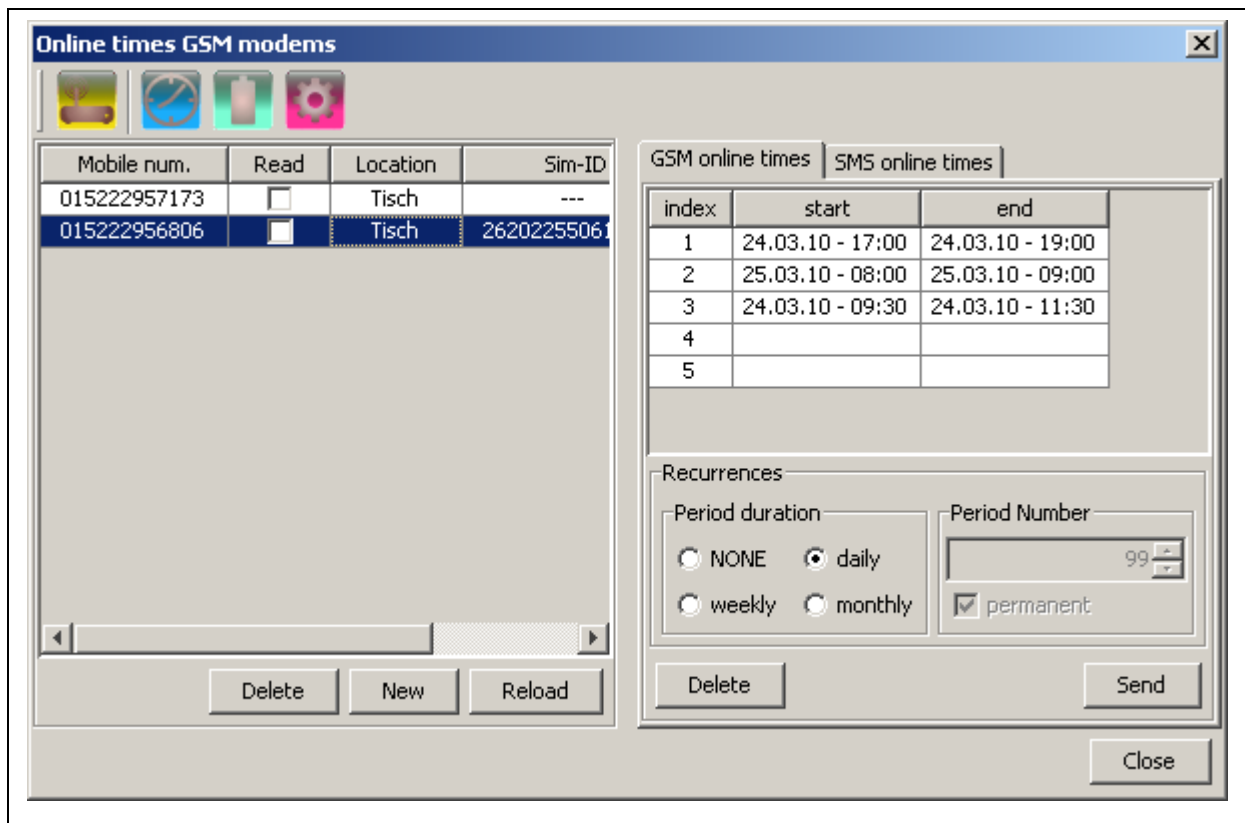 Online times GSM modems
Mobile num. Read Location Sim-ID
015222957173 Tisch ---
015222956806 Tisch 26202255061
Delete New Reload
GSM online times SMS online times
index start end
1 24.03.10 - 17:00 24.03.10 - 19:00
2 25.03.10 - 08:00 25.03.10 - 09:00
3 24.03.10 - 09:30 24.03.10 - 11:30
4
5
Recurrences
Period duration Period Number
NONE daily 99
weekly monthly permanent
Delete Send
Close